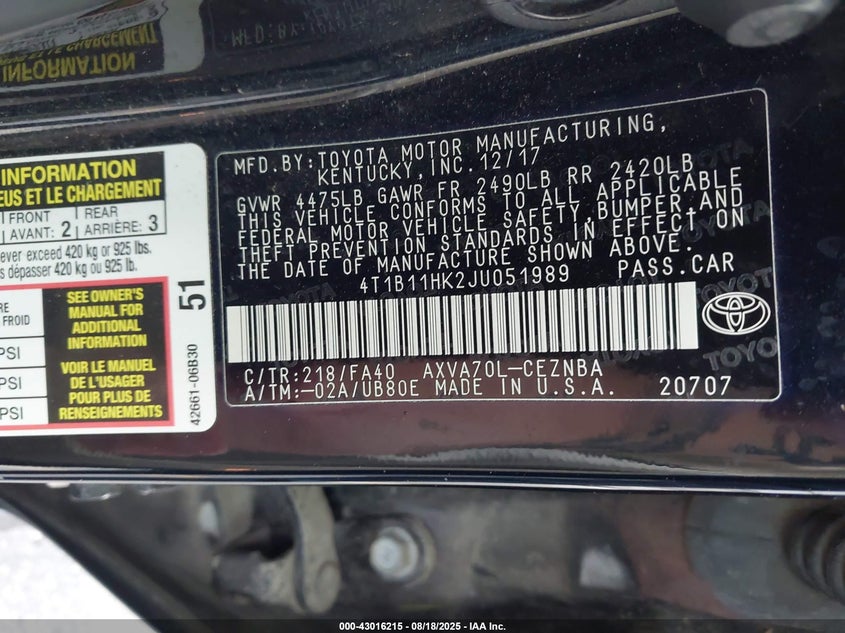 INFORMATION
EUS ET LE CHARGEMENT
FRONT
AVANT: 2
REAR
ARRIÈRE: 3
ever exceed 420 kg or 925 lbs.
s dépasser 420 kg ou 925 lb.
RE
FROID
PSI
PSI
PSI
SEE OWNER'S
MANUAL FOR
ADDITIONAL
INFORMATION
VOIR LE MANUEL
DE L'USAGER
POUR PLUS DE
RENSEIGNEMENTS
51
42661-06B30
MFD.BY:TOYOTA MOTOR MANUFACTURING,
KENTUCKY,INC.12/17
GVWR 4475LB GAWR FR 2490LB RR 2420LB
THIS VEHICLE CONFORMS TO ALL APPLICABLE
FEDERAL MOTOR VEHICLE SAFETY,BUMPER,AND
THEFT PREVENTION STANDARDS IN EFFECT ON
THE DATE OF MANUFACTURE SHOWN ABOVE.
4T1B11HK2JU051989 PASS.CAR
C/TR:218/FA40 AXVA70L-CEZNBA
A/TM:-02A/UB80E MADE IN U.S.A. 20707
TOYOTA
000-43016215 - 08/18/2025 - IAA Inc.